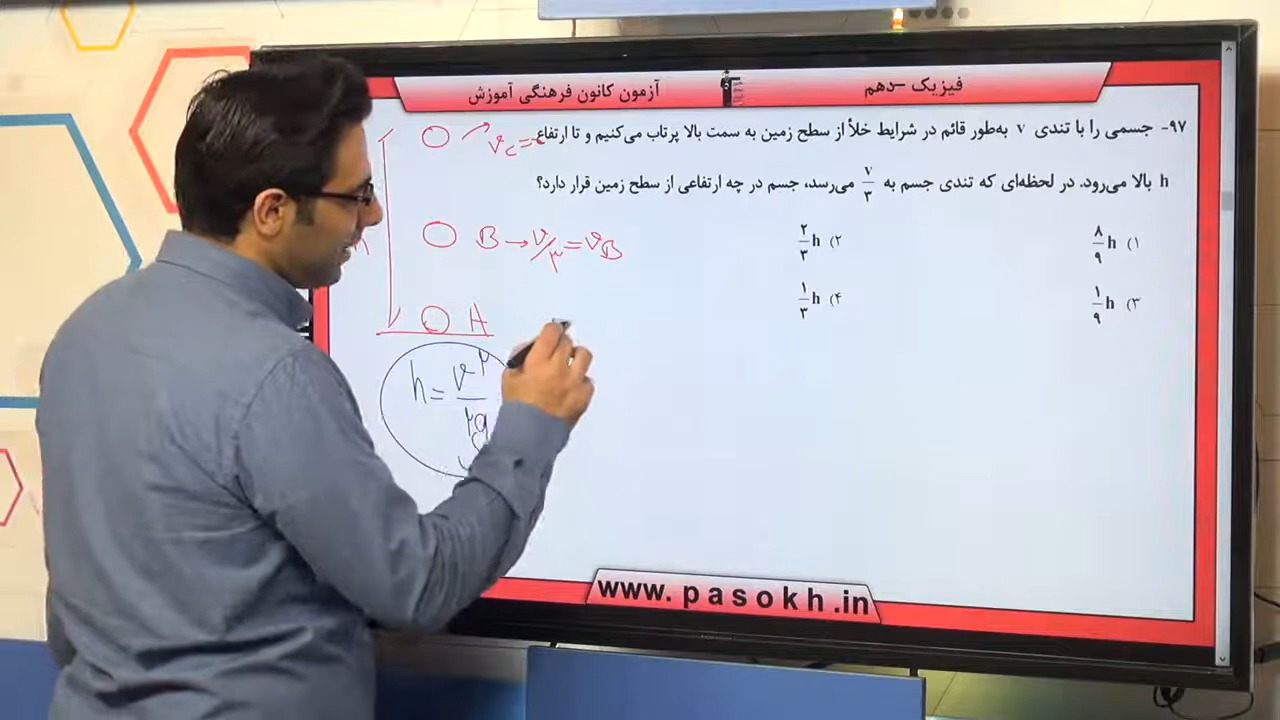 فیزیک -دهم
آزمون کانون فرهنگی آموزش
۹۷- جسمی را با تندی v به‌طور قائم در شرایط خلأ از سطح زمین به سمت بالا پرتاب می‌کنیم و تا ارتفاع
h بالا می‌رود. در لحظه‌ای که تندی جسم به v/۳ می‌رسد، جسم در چه ارتفاعی از سطح زمین قرار دارد؟
۱) ۸/۹ h
۲) ۲/۳ h
۳) ۱/۹ h
۴) ۱/۳ h
v_c =
B → v/۳ = v_B
A
h = v²/۲g
www.pasokh.in